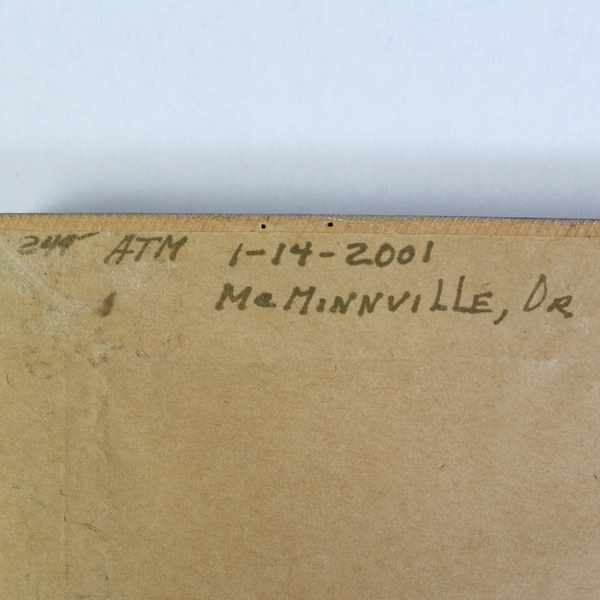 ATM 1-14-2001
McMINNVILLE, OR